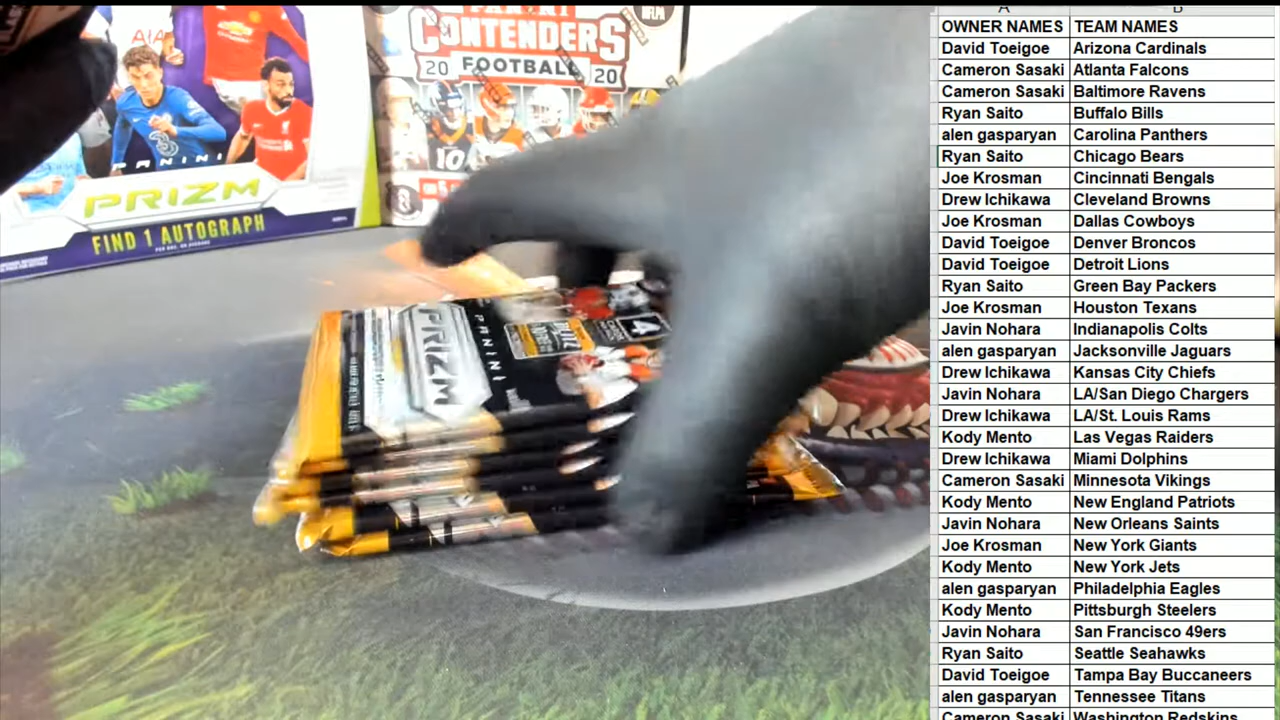 AIA
3
PANINI
PRIZM
FIND 1 AUTOGRAPH
PANINI
CONTENDERS
20 FOOTBALL 20
10
PRIZM
PANINI
4
A B
OWNER NAMES TEAM NAMES
David Toeigoe Arizona Cardinals
Cameron Sasaki Atlanta Falcons
Cameron Sasaki Baltimore Ravens
Ryan Saito Buffalo Bills
alen gasparyan Carolina Panthers
Ryan Saito Chicago Bears
Joe Krosman Cincinnati Bengals
Drew Ichikawa Cleveland Browns
Joe Krosman Dallas Cowboys
David Toeigoe Denver Broncos
David Toeigoe Detroit Lions
Ryan Saito Green Bay Packers
Joe Krosman Houston Texans
Javin Nohara Indianapolis Colts
alen gasparyan Jacksonville Jaguars
Drew Ichikawa Kansas City Chiefs
Javin Nohara LA/San Diego Chargers
Drew Ichikawa LA/St. Louis Rams
Kody Mento Las Vegas Raiders
Drew Ichikawa Miami Dolphins
Cameron Sasaki Minnesota Vikings
Kody Mento New England Patriots
Javin Nohara New Orleans Saints
Joe Krosman New York Giants
Kody Mento New York Jets
alen gasparyan Philadelphia Eagles
Kody Mento Pittsburgh Steelers
Javin Nohara San Francisco 49ers
Ryan Saito Seattle Seahawks
David Toeigoe Tampa Bay Buccaneers
alen gasparyan Tennessee Titans
Cameron Sasaki Washington Redskins